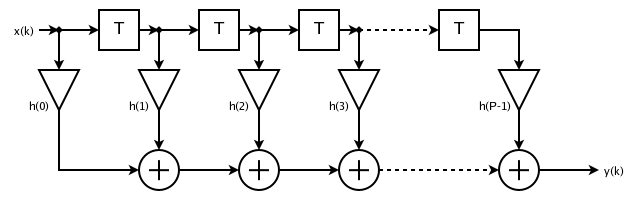 x(k) T T T T
h(0) h(1) h(2) h(3) h(P-1)
+ + + +
y(k)